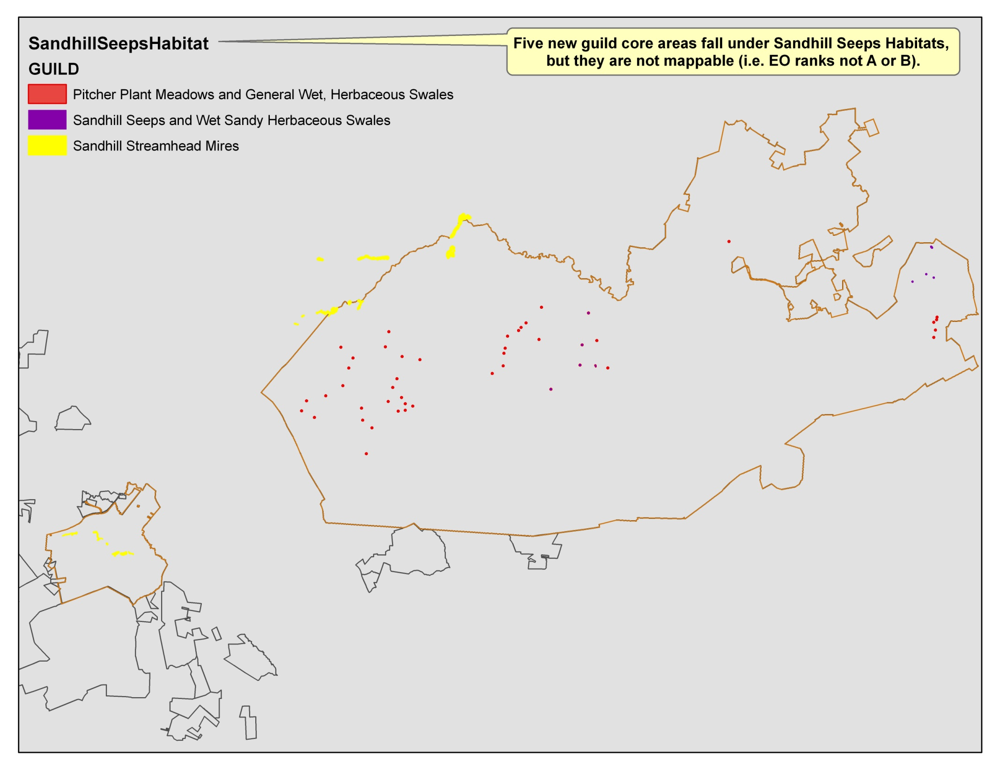 SandhillSeepsHabitat
Five new guild core areas fall under Sandhill Seeps Habitats,
but they are not mappable (i.e. EO ranks not A or B).
GUILD
Pitcher Plant Meadows and General Wet, Herbaceous Swales
Sandhill Seeps and Wet Sandy Herbaceous Swales
Sandhill Streamhead Mires